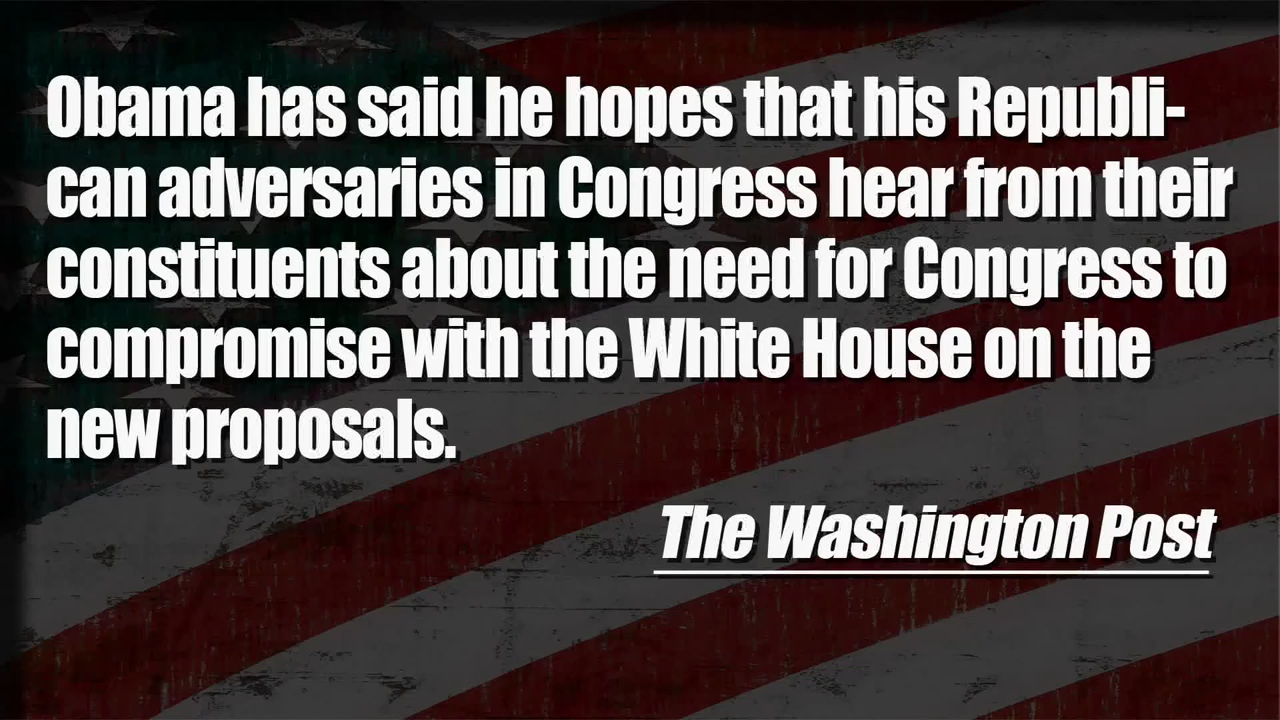 Obama has said he hopes that his Republi-
can adversaries in Congress hear from their
constituents about the need for Congress to
compromise with the White House on the
new proposals.
The Washington Post